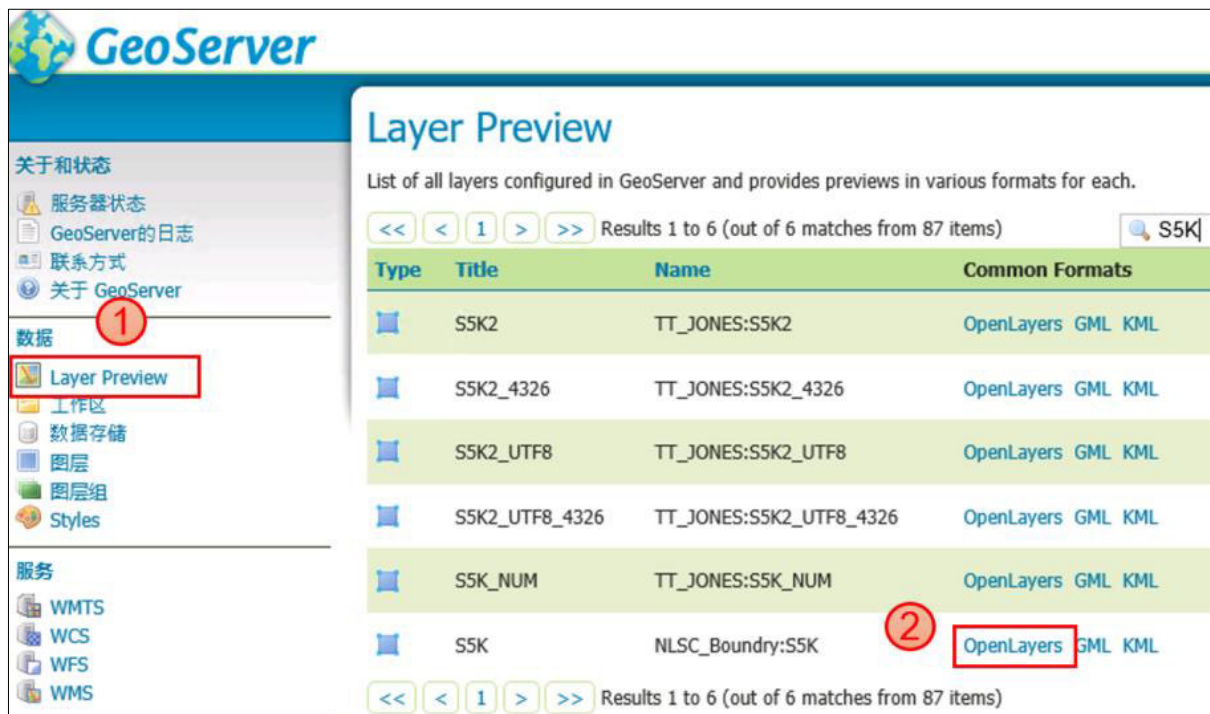 GeoServer
关于和状态
服务器状态
GeoServer的日志
联系方式
关于 GeoServer
1
数据
Layer Preview
工作区
数据存储
图层
图层组
Styles
服务
WMTS
WCS
WFS
WMS
Layer Preview
List of all layers configured in GeoServer and provides previews in various formats for each.
<< < 1 > >> Results 1 to 6 (out of 6 matches from 87 items) S5K
Type Title Name Common Formats
S5K2 TT_JONES:S5K2 OpenLayers GML KML
S5K2_4326 TT_JONES:S5K2_4326 OpenLayers GML KML
S5K2_UTF8 TT_JONES:S5K2_UTF8 OpenLayers GML KML
S5K2_UTF8_4326 TT_JONES:S5K2_UTF8_4326 OpenLayers GML KML
S5K_NUM TT_JONES:S5K_NUM OpenLayers GML KML
S5K NLSC_Boundry:S5K 2 OpenLayers GML KML
<< < 1 > >> Results 1 to 6 (out of 6 matches from 87 items)